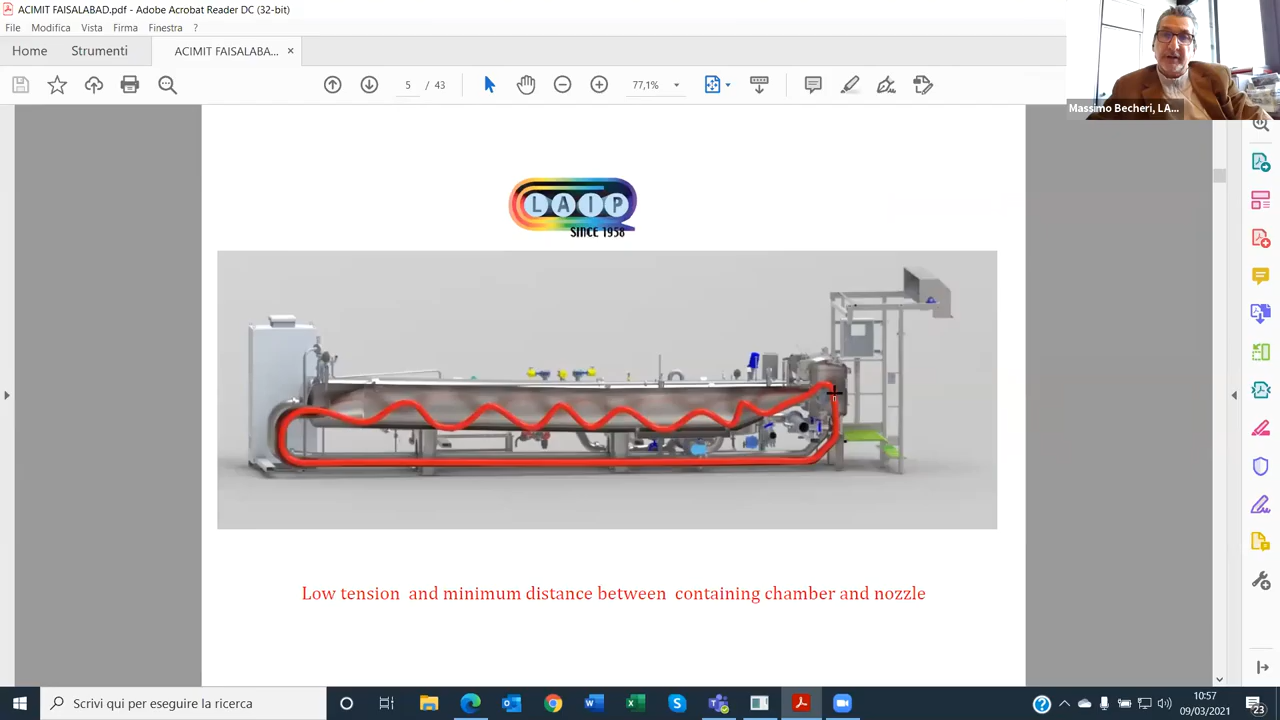 ACIMIT FAISALABAD.pdf - Adobe Acrobat Reader DC (32-bit)
File Modifica Vista Firma Finestra ?
Home Strumenti ACIMIT FAISALABA... ×
5 / 43 77,1%
Massimo Becheri, LA...
LAIP
SINCE 1958
Low tension and minimum distance between containing chamber and nozzle
Scrivi qui per eseguire la ricerca
10:57
09/03/2021
23